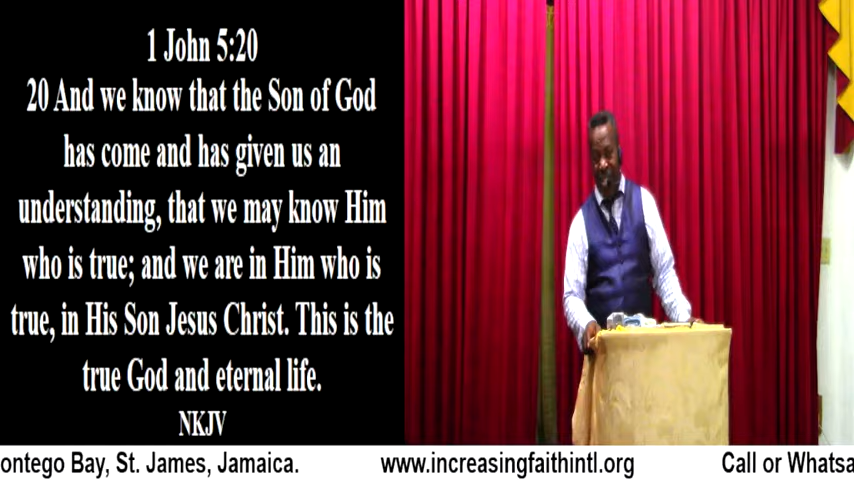 1 John 5:20
20 And we know that the Son of God
has come and has given us an
understanding, that we may know Him
who is true; and we are in Him who is
true, in His Son Jesus Christ. This is the
true God and eternal life.
NKJV
ontego Bay, St. James, Jamaica. www.increasingfaithintl.org Call or Whatsa